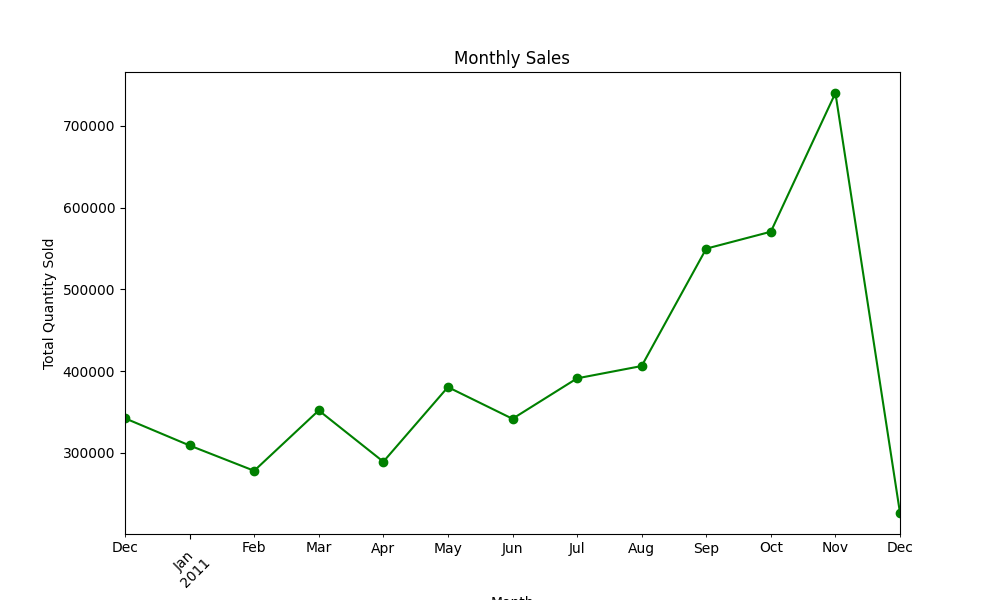 Monthly Sales
Total Quantity Sold
700000
600000
500000
400000
300000
Dec
Jan
2011
Feb
Mar
Apr
May
Jun
Jul
Aug
Sep
Oct
Nov
Dec
Month